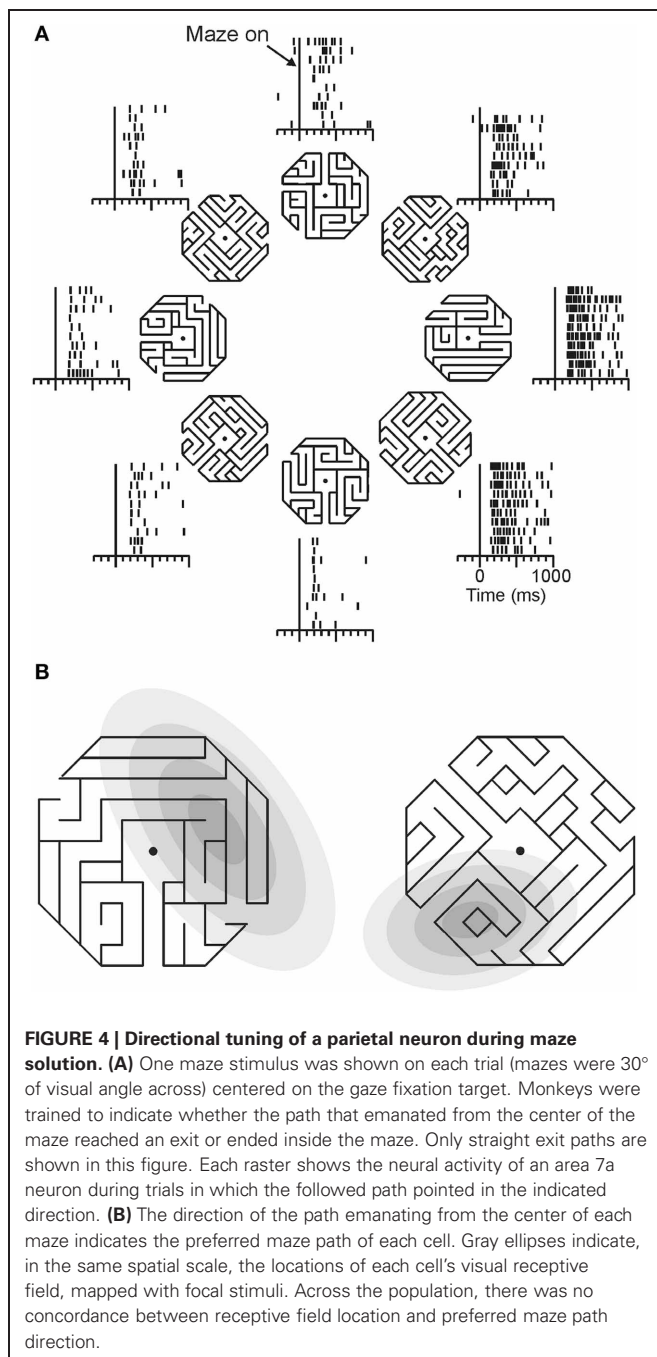 A
Maze on
0
1000
Time (ms)
B
FIGURE 4 | Directional tuning of a parietal neuron during maze
solution. (A) One maze stimulus was shown on each trial (mazes were 30°
of visual angle across) centered on the gaze fixation target. Monkeys were
trained to indicate whether the path that emanated from the center of the
maze reached an exit or ended inside the maze. Only straight exit paths are
shown in this figure. Each raster shows the neural activity of an area 7a
neuron during trials in which the followed path pointed in the indicated
direction. (B) The direction of the path emanating from the center of each
maze indicates the preferred maze path of each cell. Gray ellipses indicate,
in the same spatial scale, the locations of each cell's visual receptive
field, mapped with focal stimuli. Across the population, there was no
concordance between receptive field location and preferred maze path
direction.